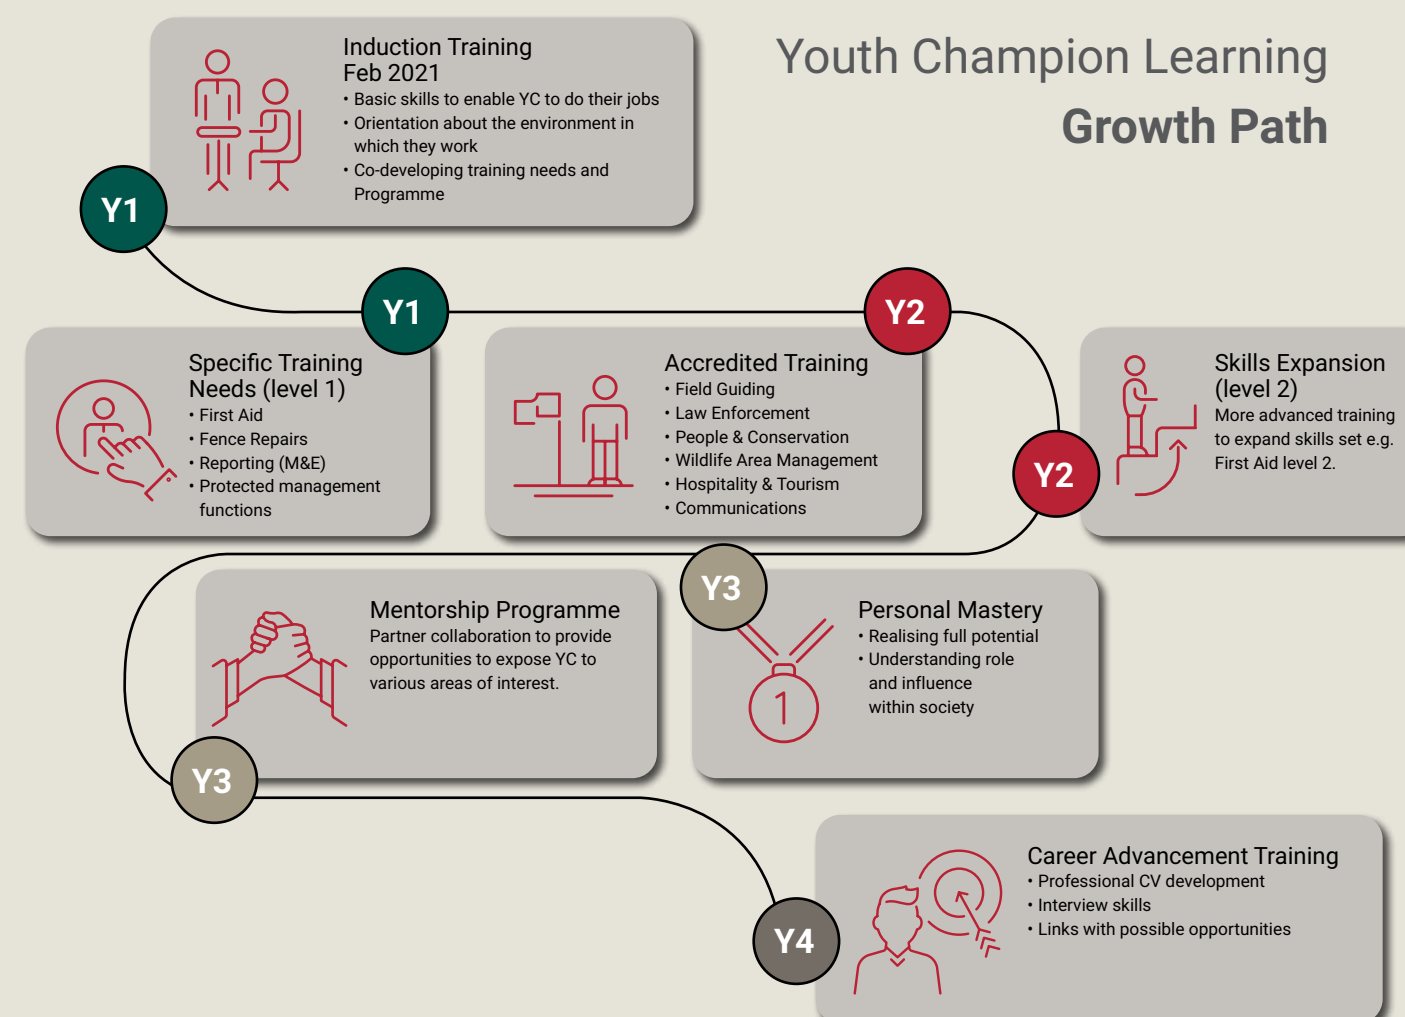 Youth Champion Learning
Growth Path
Induction Training
Feb 2021
• Basic skills to enable YC to do their jobs
• Orientation about the environment in
which they work
• Co-developing training needs and
Programme
Y1
Y1
Specific Training
Needs (level 1)
• First Aid
• Fence Repairs
• Reporting (M&E)
• Protected management
functions
Y2
Accredited Training
• Field Guiding
• Law Enforcement
• People & Conservation
• Wildlife Area Management
• Hospitality & Tourism
• Communications
Y2
Skills Expansion
(level 2)
More advanced training
to expand skills set e.g.
First Aid level 2.
Y3
Personal Mastery
• Realising full potential
• Understanding role
and influence
within society
1
Y3
Mentorship Programme
Partner collaboration to provide
opportunities to expose YC to
various areas of interest.
Y4
Career Advancement Training
• Professional CV development
• Interview skills
• Links with possible opportunities